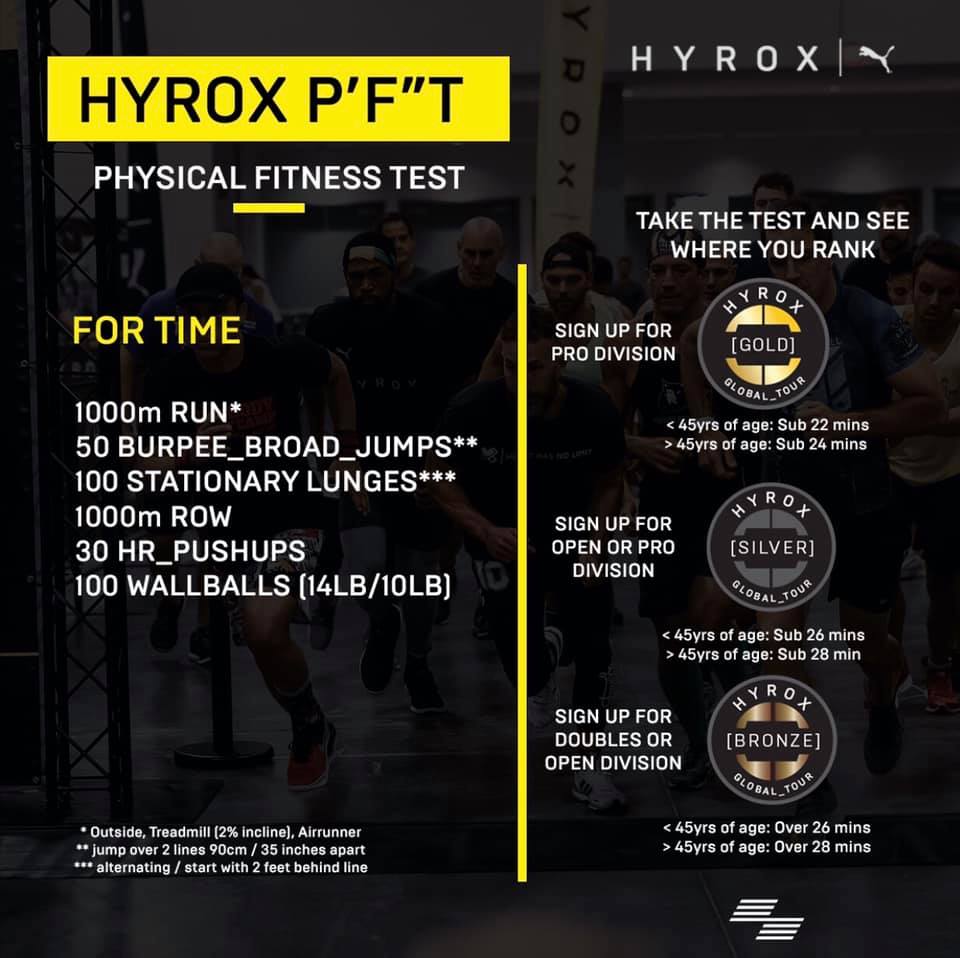 HYROX P'F"T
PHYSICAL FITNESS TEST
FOR TIME
1000m RUN*
50 BURPEE_BROAD_JUMPS**
100 STATIONARY LUNGES***
1000m ROW
30 HR_PUSHUPS
100 WALLBALLS (14LB/10LB)
* Outside, Treadmill (2% incline), Airrunner
** jump over 2 lines 90cm / 35 inches apart
*** alternating / start with 2 feet behind line
HYROX
HYROX
TAKE THE TEST AND SEE
WHERE YOU RANK
SIGN UP FOR
PRO DIVISION
HYROX
[GOLD]
GLOBAL_TOUR
< 45yrs of age: Sub 22 mins
> 45yrs of age: Sub 24 mins
SIGN UP FOR
OPEN OR PRO
DIVISION
HYROX
[SILVER]
GLOBAL_TOUR
< 45yrs of age: Sub 26 mins
> 45yrs of age: Sub 28 min
SIGN UP FOR
DOUBLES OR
OPEN DIVISION
HYROX
[BRONZE]
GLOBAL_TOUR
< 45yrs of age: Over 26 mins
> 45yrs of age: Over 28 mins